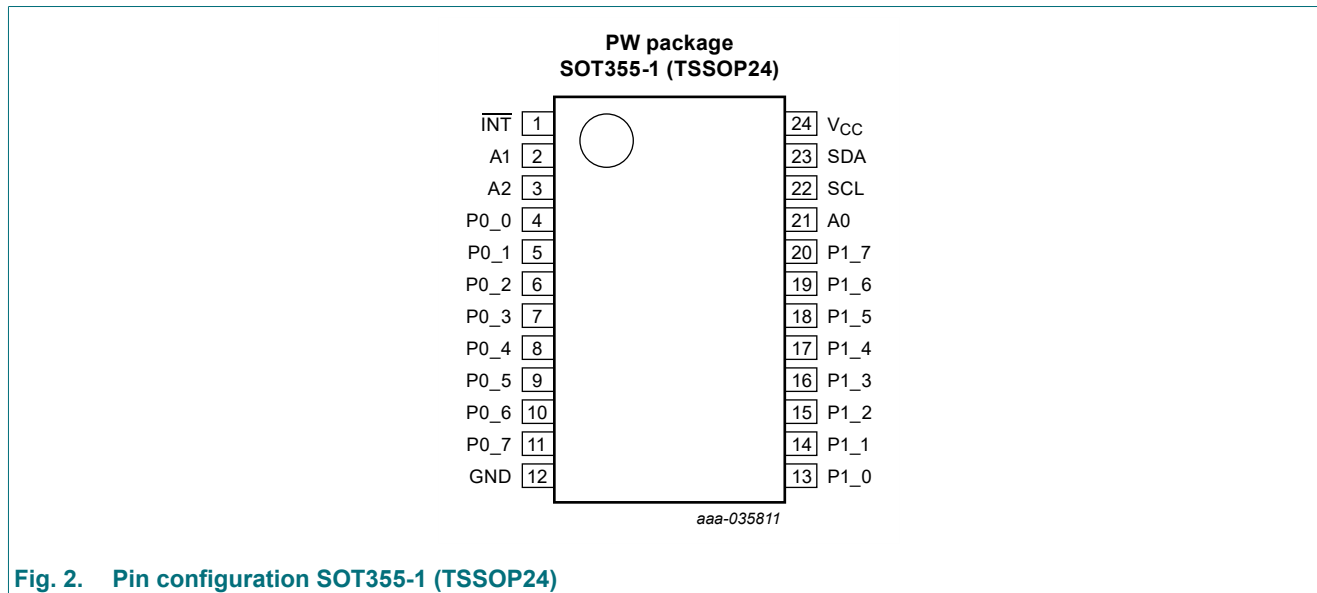 PW package
SOT355-1 (TSSOP24)
INT 1 24 VCC
A1 2 23 SDA
A2 3 22 SCL
P0_0 4 21 A0
P0_1 5 20 P1_7
P0_2 6 19 P1_6
P0_3 7 18 P1_5
P0_4 8 17 P1_4
P0_5 9 16 P1_3
P0_6 10 15 P1_2
P0_7 11 14 P1_1
GND 12 13 P1_0
aaa-035811
Fig. 2. Pin configuration SOT355-1 (TSSOP24)